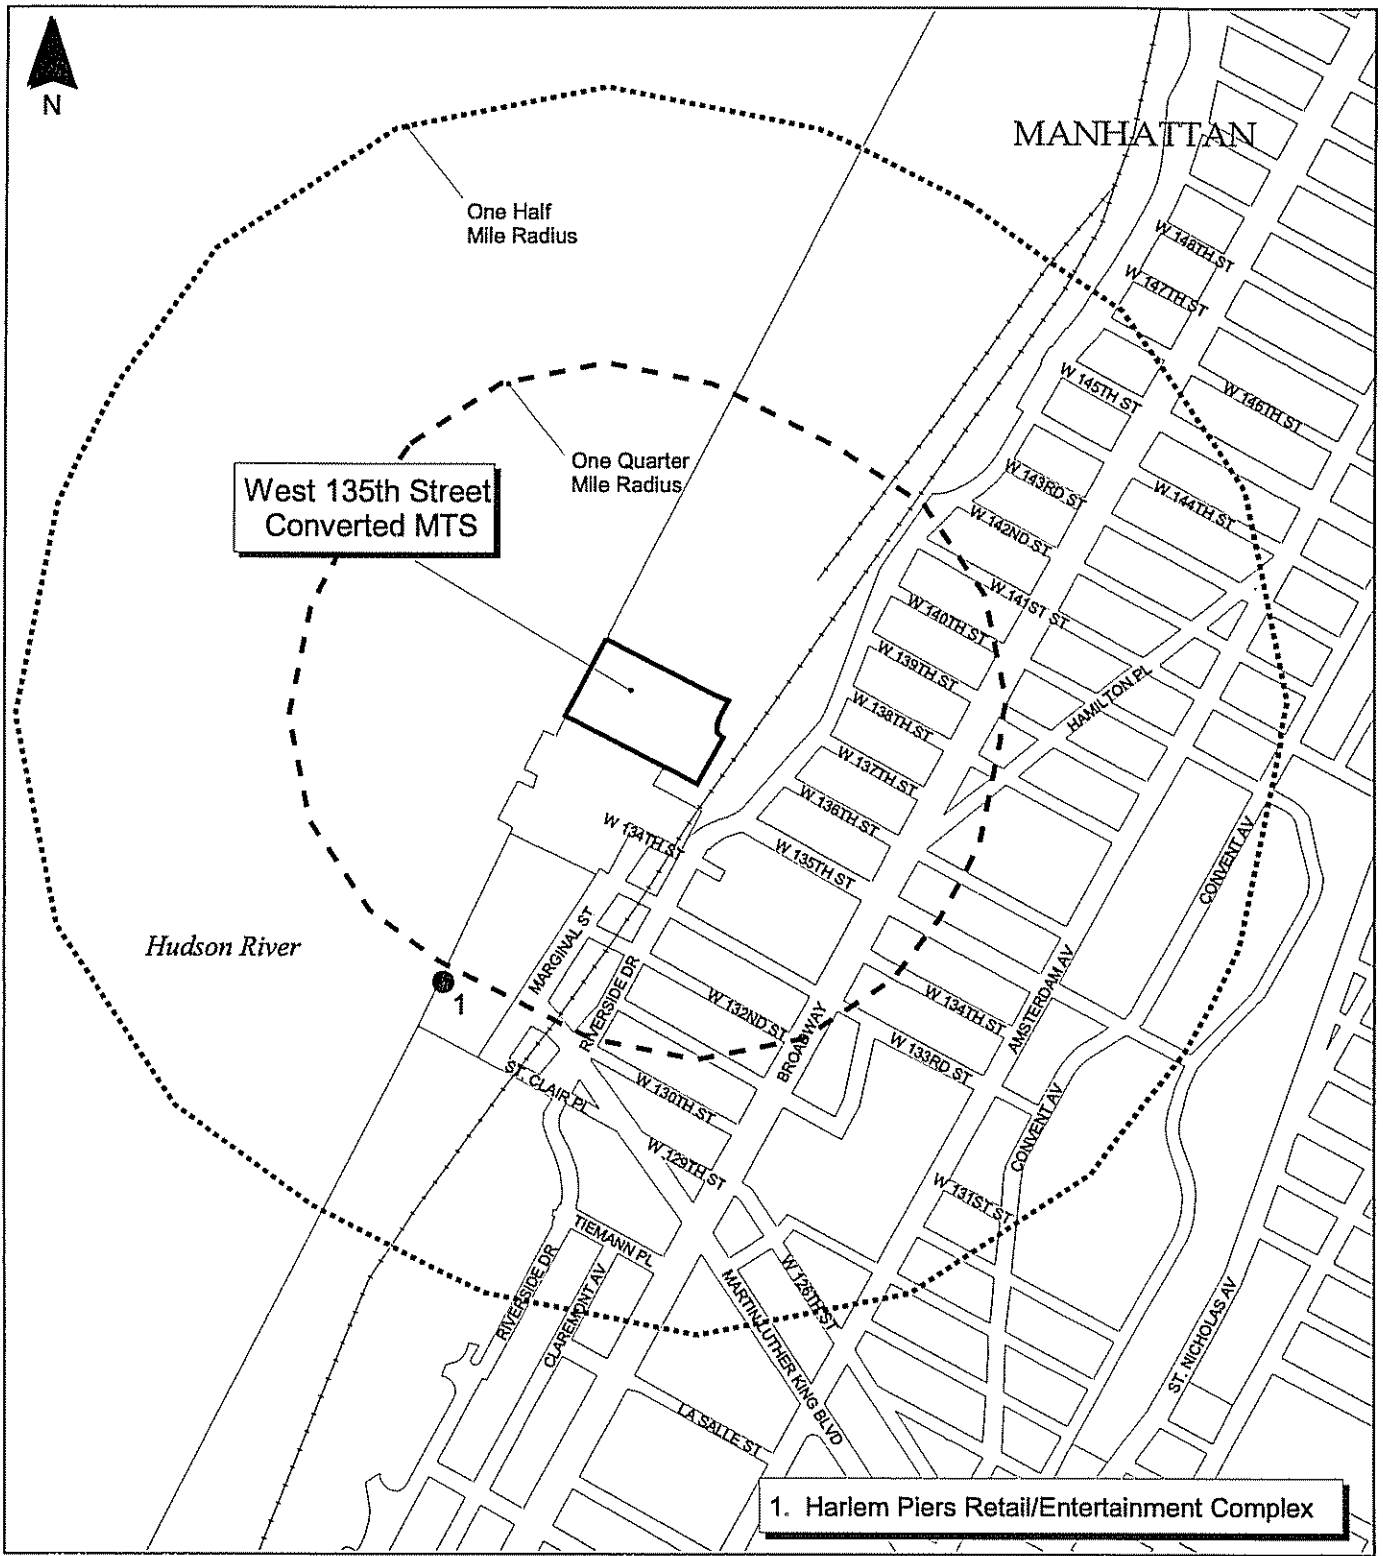 N
MANHATTAN
One Half
Mile Radius
W 148TH ST
W 147TH ST
W 145TH ST
W 146TH ST
One Quarter
Mile Radius
West 135th Street
Converted MTS
W 143RD ST
W 144TH ST
W 142ND ST
W 141ST ST
W 140TH ST
W 139TH ST
HAMILTON PL
W 138TH ST
W 137TH ST
W 136TH ST
W 134TH ST
W 135TH ST
CONVENT AV
Hudson River
MARGINAL ST
RIVERSIDE DR
1
W 132ND ST
BROADWAY
W 134TH ST
AMSTERDAM AV
W 133RD ST
ST. CLAIR PL
W 130TH ST
CONVENT AV
W 129TH ST
W 131ST ST
TIEMANN PL
RIVERSIDE DR
CLAREMONT AV
W 126TH ST
MARTIN LUTHER KING BLVD
ST. NICHOLAS AV
LA SALLE ST
1. Harlem Piers Retail/Entertainment Complex